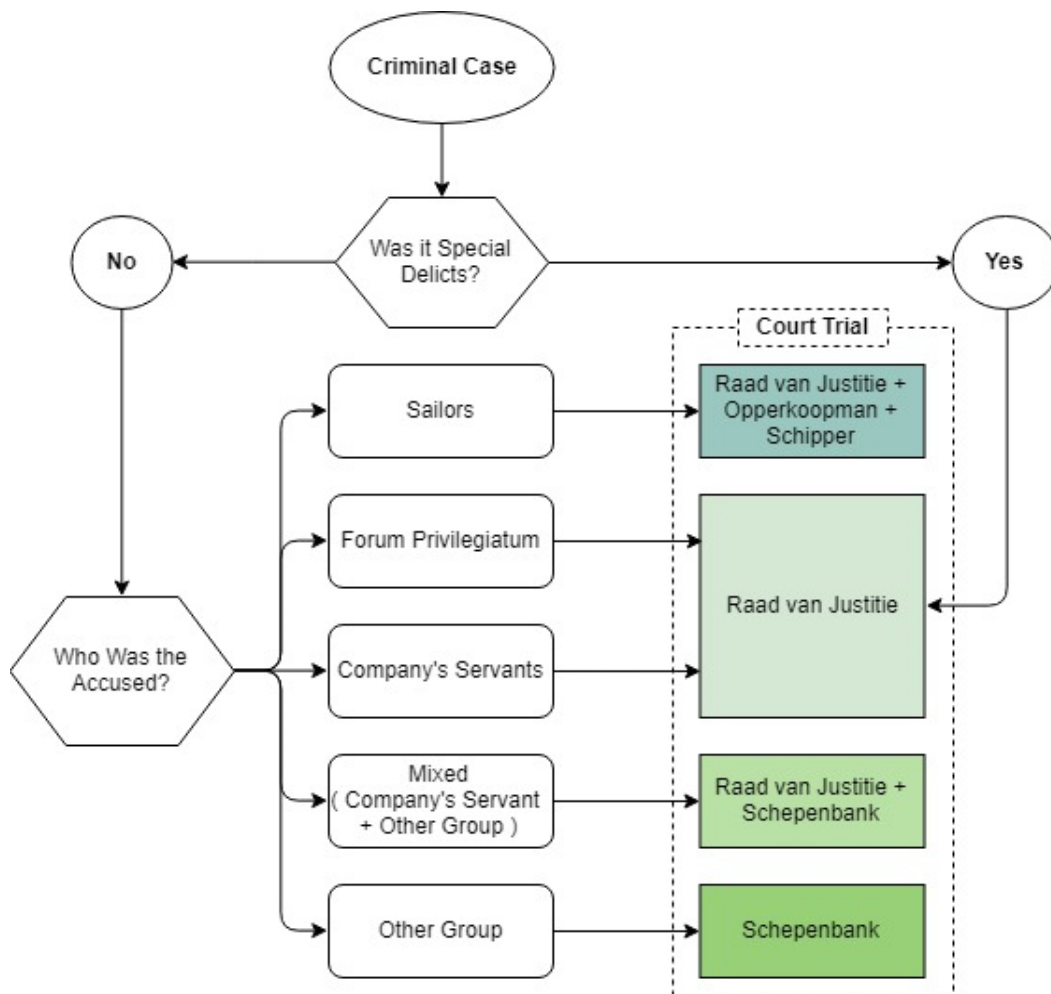 Criminal Case
Was it Special
Delicts?
No
Yes
Court Trial
Sailors
Raad van Justitie +
Opperkoopman +
Schipper
Forum Privilegiatum
Raad van Justitie
Who Was the
Accused?
Company's Servants
Mixed
( Company's Servant
+ Other Group )
Raad van Justitie +
Schepenbank
Other Group
Schepenbank